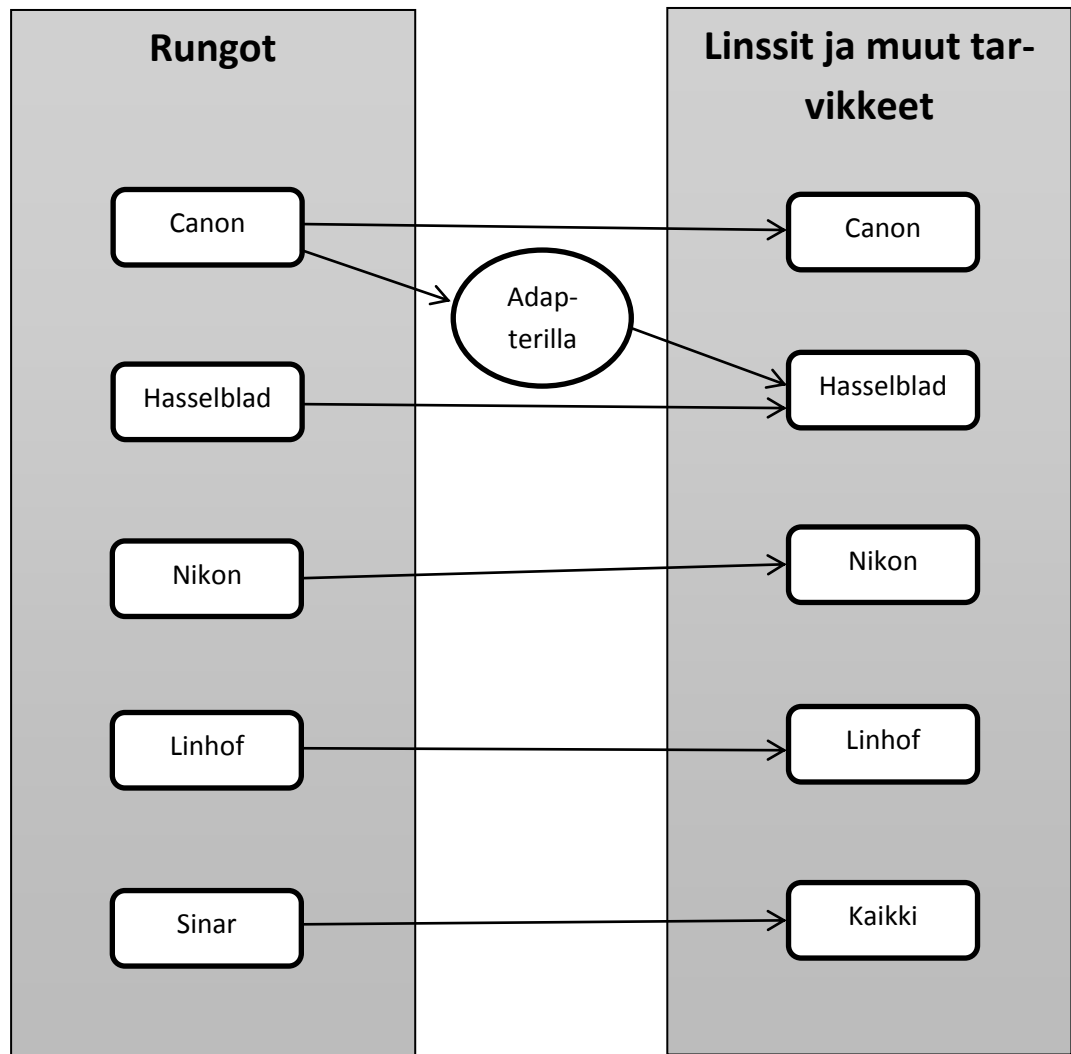 Rungot
Linssit ja muut tar-
vikkeet
Canon
Canon
Adap-
terilla
Hasselblad
Hasselblad
Nikon
Nikon
Linhof
Linhof
Sinar
Kaikki